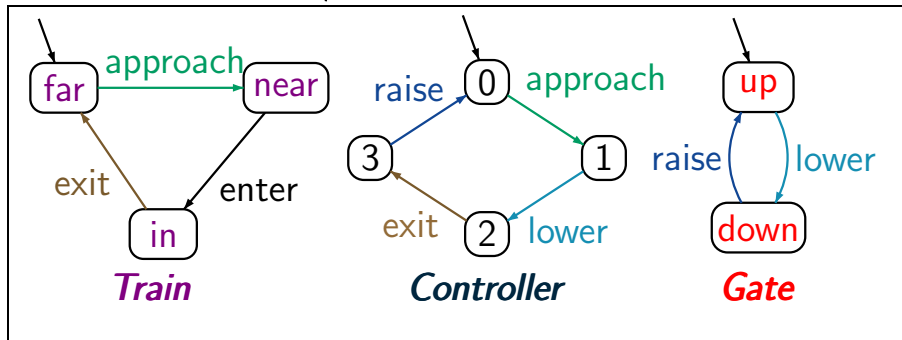 approach
far
near
exit
enter
in
Train
0
raise
approach
3
1
exit
2
lower
Controller
up
raise
lower
down
Gate